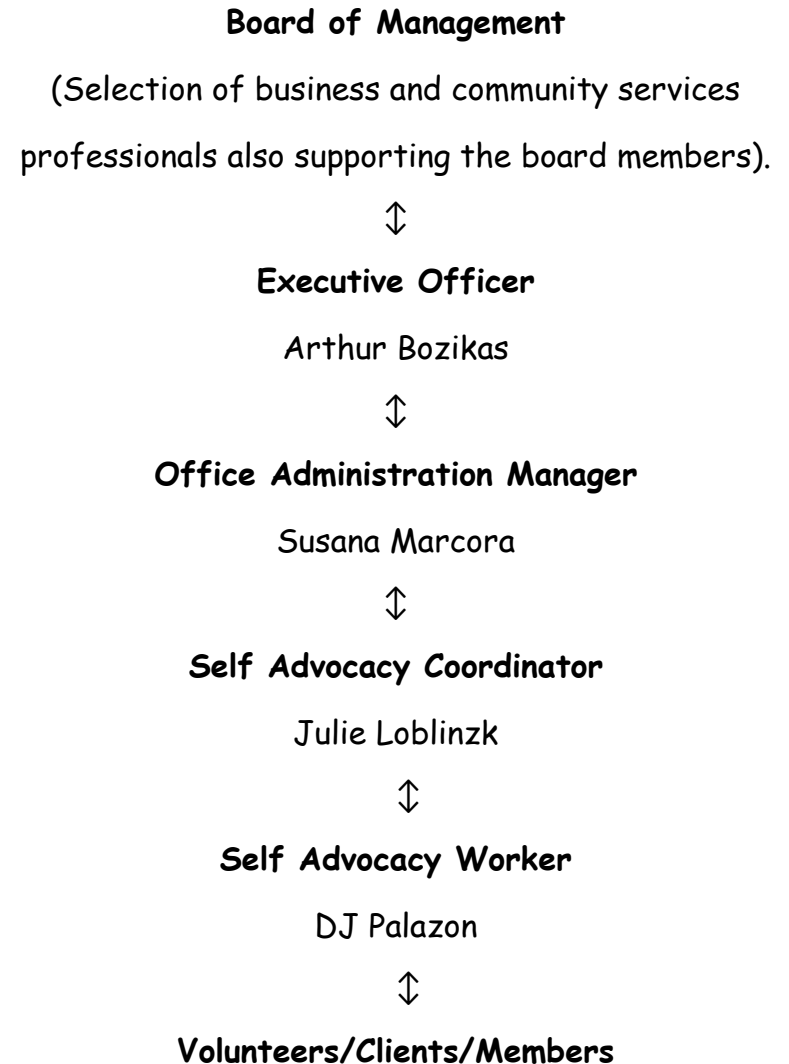 Board of Management
(Selection of business and community services
professionals also supporting the board members).
↕
Executive Officer
Arthur Bozikas
↕
Office Administration Manager
Susana Marcora
↕
Self Advocacy Coordinator
Julie Loblinzk
↕
Self Advocacy Worker
DJ Palazon
↕
Volunteers/Clients/Members